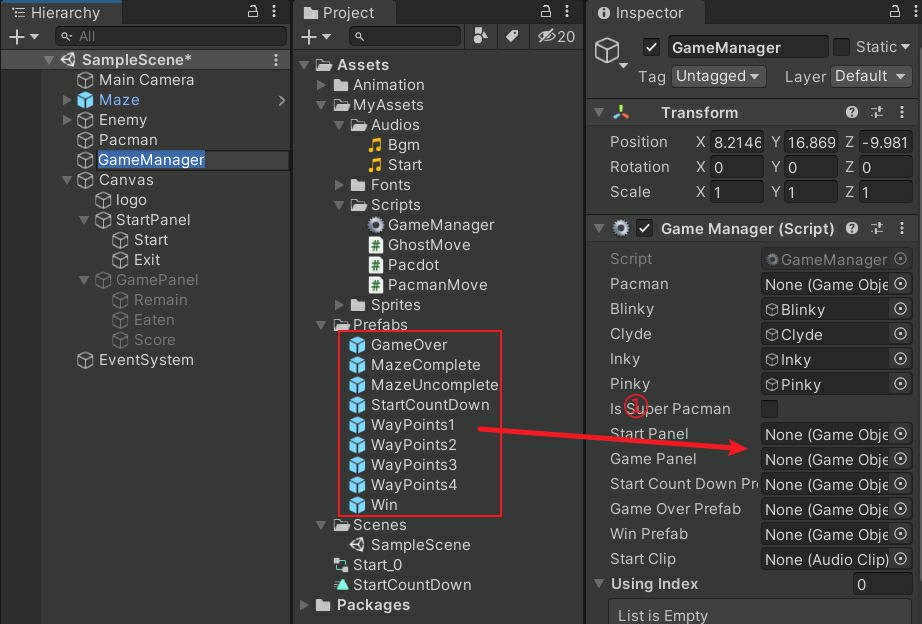 Hierarchy
All
SampleScene*
Main Camera
Maze
Enemy
Pacman
GameManager
Canvas
logo
StartPanel
Start
Exit
GamePanel
Remain
Eaten
Score
EventSystem
Project
20
Assets
Animation
MyAssets
Audios
Bgm
Start
Fonts
Scripts
GameManager
GhostMove
Pacdot
PacmanMove
Sprites
Prefabs
GameOver
MazeComplete
MazeUncomplete
StartCountDown
WayPoints1
WayPoints2
WayPoints3
WayPoints4
Win
Scenes
SampleScene
Start_0
StartCountDown
Packages
Inspector
GameManager Static
Tag Untagged Layer Default
Transform
Position X 8.2146 Y 16.869 Z -9.981
Rotation X 0 Y 0 Z 0
Scale X 1 Y 1 Z 1
Game Manager (Script)
Script GameManager
Pacman None (Game Obje
Blinky Blinky
Clyde Clyde
Inky Inky
Pinky Pinky
①
Is Super Pacman
Start Panel None (Game Obje
Game Panel None (Game Obje
Start Count Down Pr None (Game Obje
Game Over Prefab None (Game Obje
Win Prefab None (Game Obje
Start Clip None (Audio Clip)
Using Index 0
List is Empty